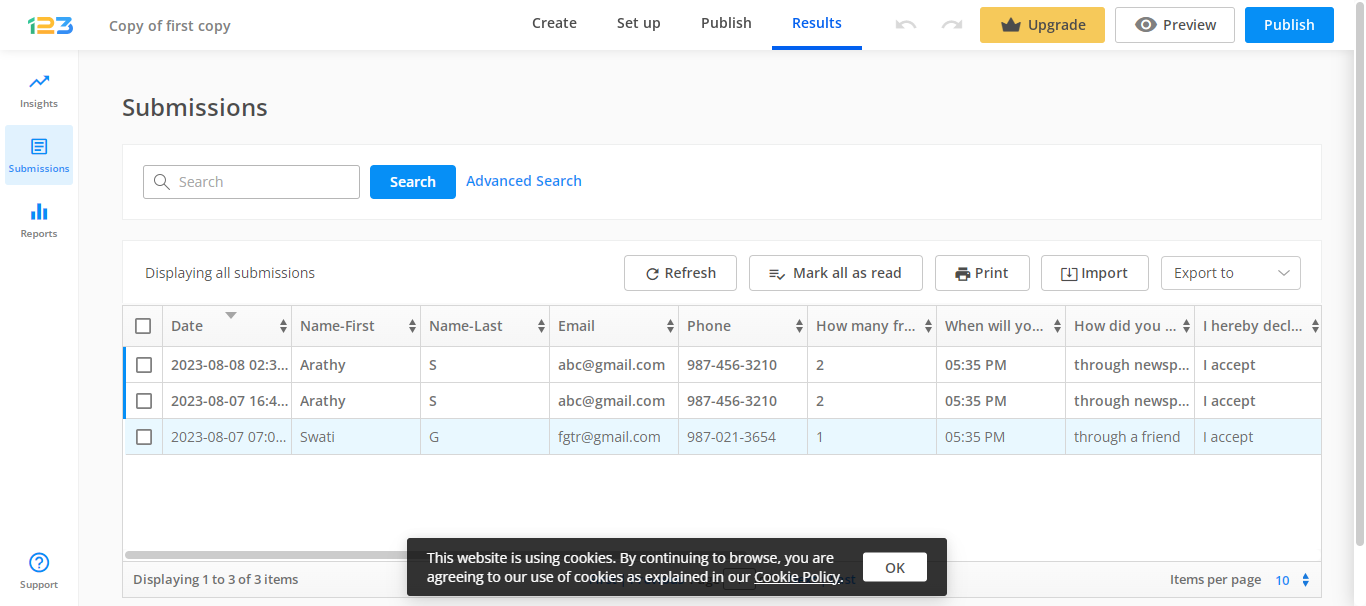 123 Copy of first copy Create Set up Publish Results Upgrade Preview Publish
Insights
Submissions
Reports
Support
Submissions
Search Search Advanced Search
Displaying all submissions Refresh Mark all as read Print Import Export to
Date Name-First Name-Last Email Phone How many fr... When will yo... How did you ... I hereby decl...
2023-08-08 02:3... Arathy S abc@gmail.com 987-456-3210 2 05:35 PM through newsp... I accept
2023-08-07 16:4... Arathy S abc@gmail.com 987-456-3210 2 05:35 PM through newsp... I accept
2023-08-07 07:0... Swati G fgtr@gmail.com 987-021-3654 1 05:35 PM through a friend I accept
This website is using cookies. By continuing to browse, you are
agreeing to our use of cookies as explained in our Cookie Policy.
OK
Displaying 1 to 3 of 3 items Items per page 10